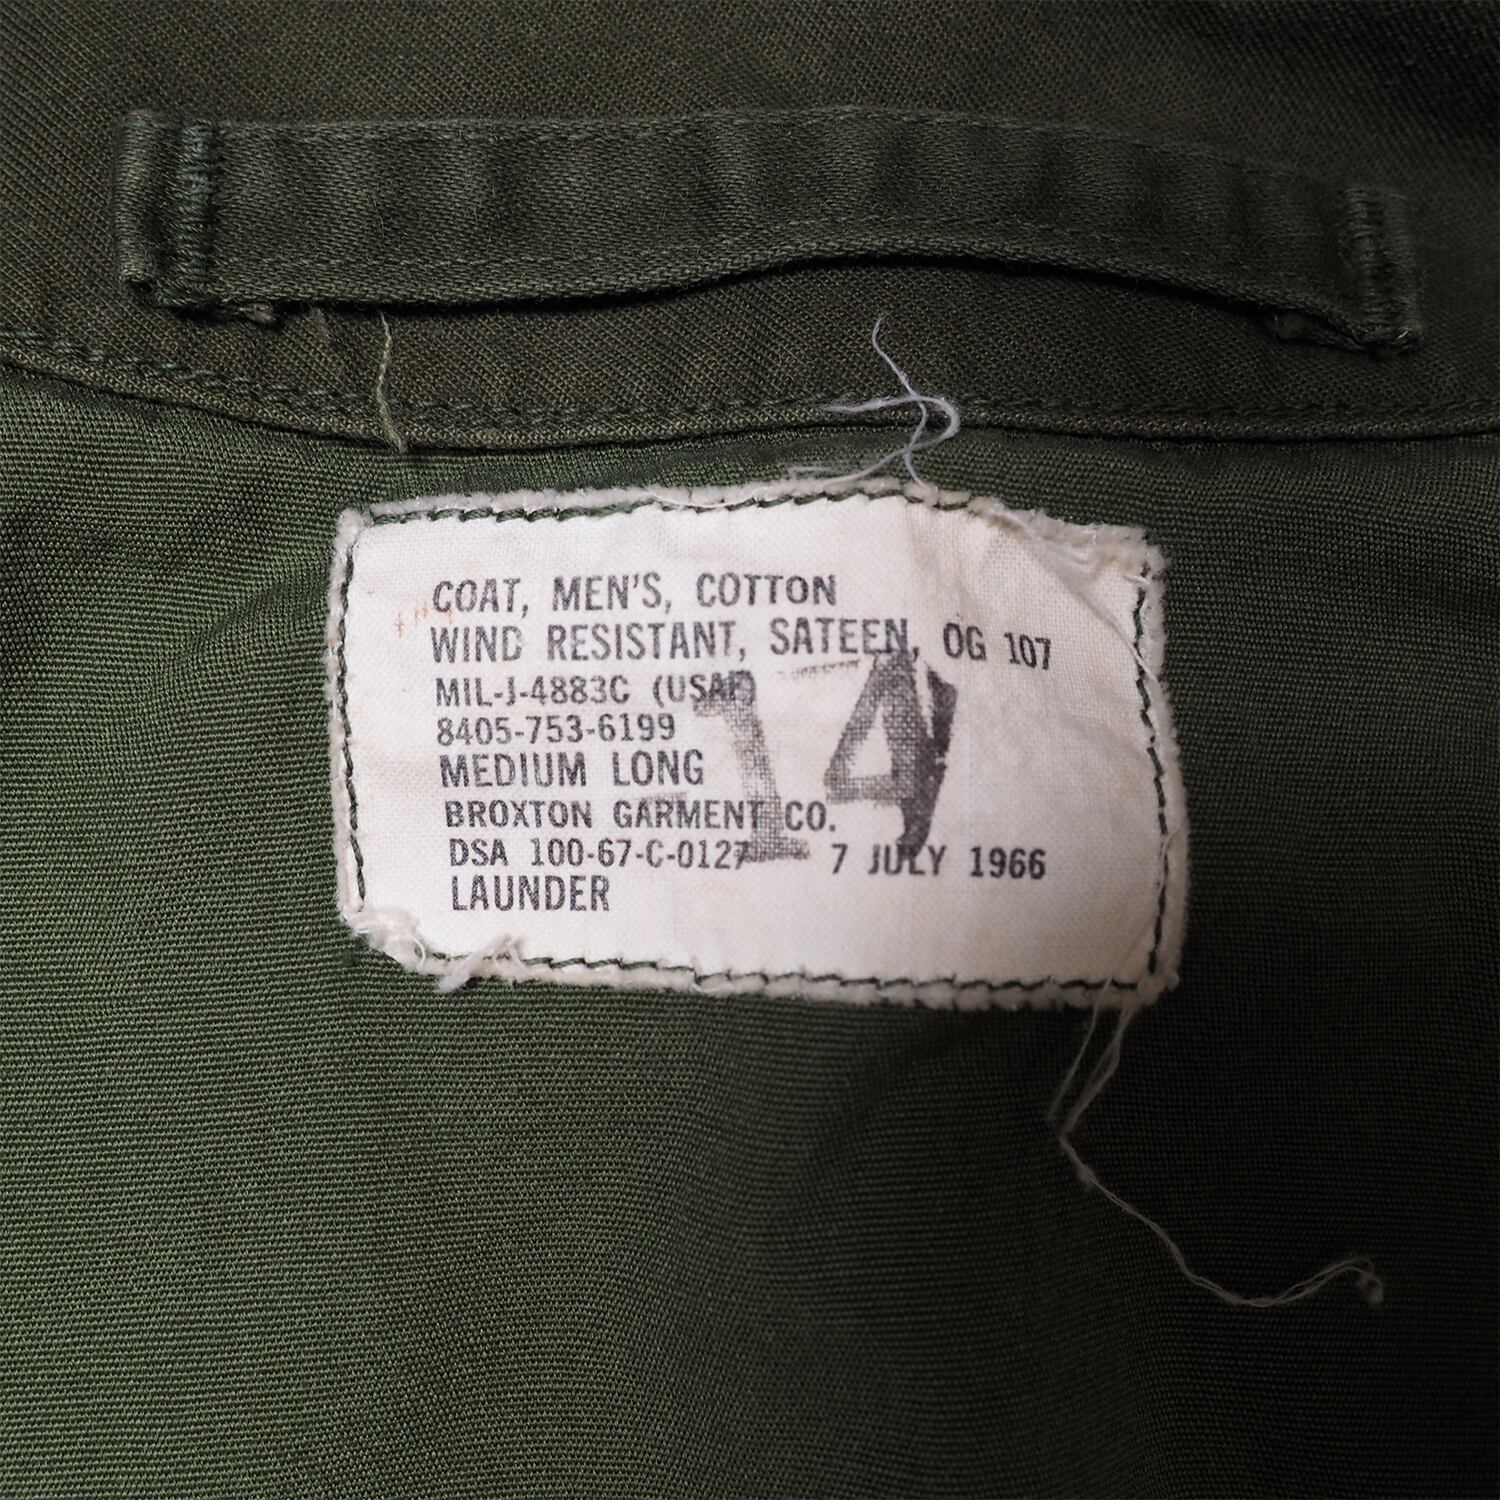 COAT, MEN'S, COTTON
WIND RESISTANT, SATEEN, OG 107
MIL-J-4883C (USAF)
8405-753-6199
MEDIUM LONG
BROXTON GARMENT CO.
DSA 100-67-C-0127 7 JULY 1966
LAUNDER
14